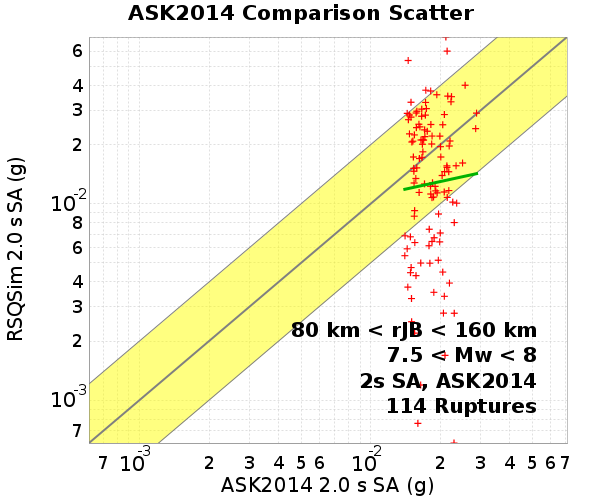 ASK2014 Comparison Scatter
6
4
3
2
10-2
8
6
4
3
2
10-3
7
RSQSim 2.0 s SA (g)
80 km < rJB < 160 km
7.5 < Mw < 8
2s SA, ASK2014
114 Ruptures
7 10-3 2 3 4 5 6 10-2 2 3 4 5 6 7
ASK2014 2.0 s SA (g)